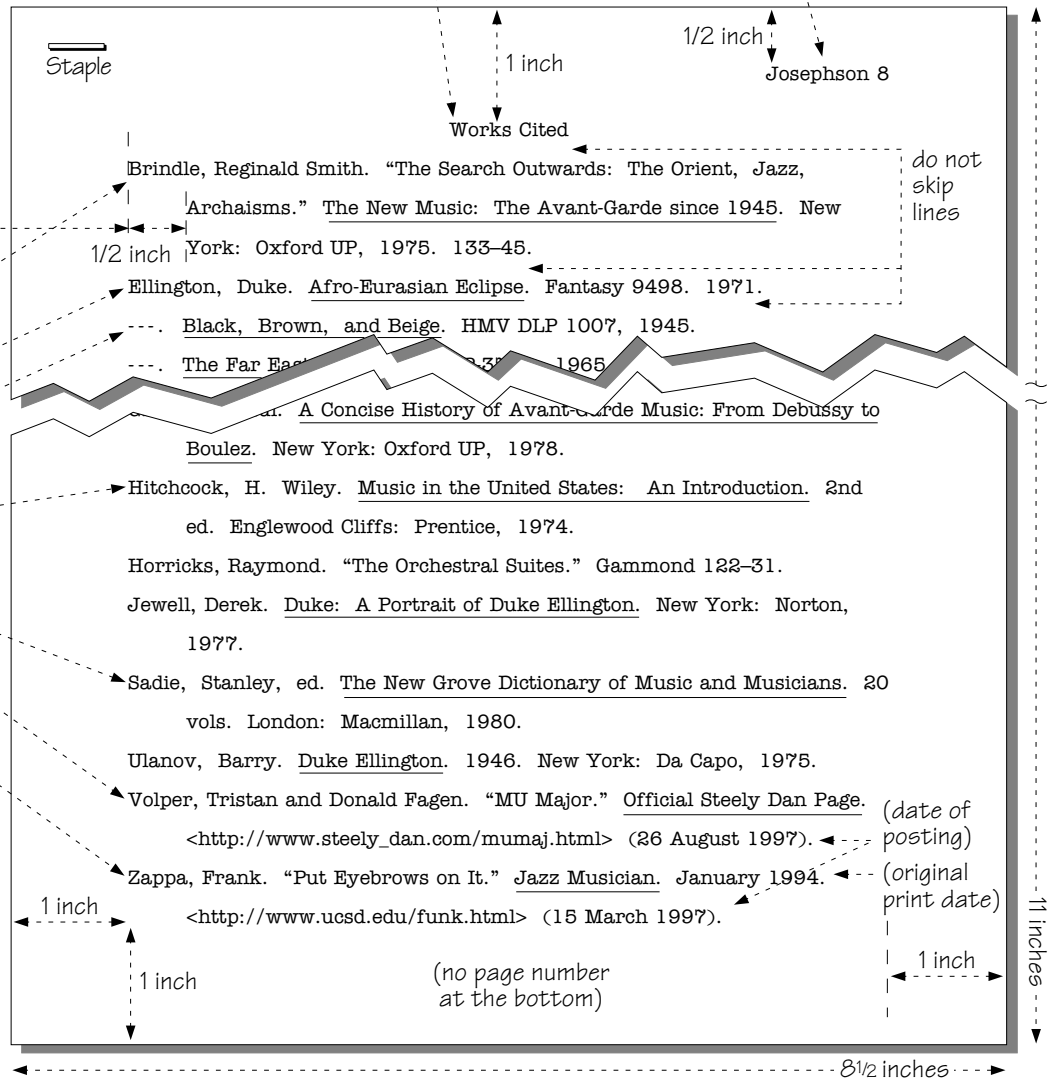 Staple
1 inch
1/2 inch
Josephson 8
Works Cited
do not
skip
lines
Brindle, Reginald Smith. “The Search Outwards: The Orient, Jazz,
Archaisms.” The New Music: The Avant-Garde since 1945. New
York: Oxford UP, 1975. 133–45.
1/2 inch
Ellington, Duke. Afro-Eurasian Eclipse. Fantasy 9498. 1971.
---. Black, Brown, and Beige. HMV DLP 1007, 1945.
---. The Far 1965
A Concise History of Avant-Garde Music: From Debussy to
Boulez. New York: Oxford UP, 1978.
Hitchcock, H. Wiley. Music in the United States: An Introduction. 2nd
ed. Englewood Cliffs: Prentice, 1974.
Horricks, Raymond. “The Orchestral Suites.” Gammond 122–31.
Jewell, Derek. Duke: A Portrait of Duke Ellington. New York: Norton,
1977.
Sadie, Stanley, ed. The New Grove Dictionary of Music and Musicians. 20
vols. London: Macmillan, 1980.
Ulanov, Barry. Duke Ellington. 1946. New York: Da Capo, 1975.
Volper, Tristan and Donald Fagen. “MU Major.” Official Steely Dan Page.
<http://www.steely_dan.com/mumaj.html> (26 August 1997).
(date of
posting)
Zappa, Frank. “Put Eyebrows on It.” Jazz Musician. January 1994.
<http://www.ucsd.edu/funk.html> (15 March 1997).
(original
print date)
1 inch
1 inch
(no page number
at the bottom)
1 inch
11 inches
8 1/2 inches